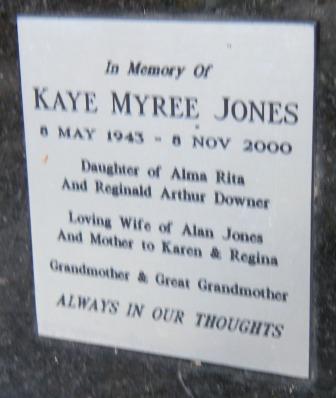 In Memory Of
KAYE MYREE JONES
8 MAY 1943 - 8 NOV 2000
Daughter of Alma Rita
And Reginald Arthur Downer
Loving Wife of Alan Jones
And Mother to Karen & Regina
Grandmother & Great Grandmother
ALWAYS IN OUR THOUGHTS